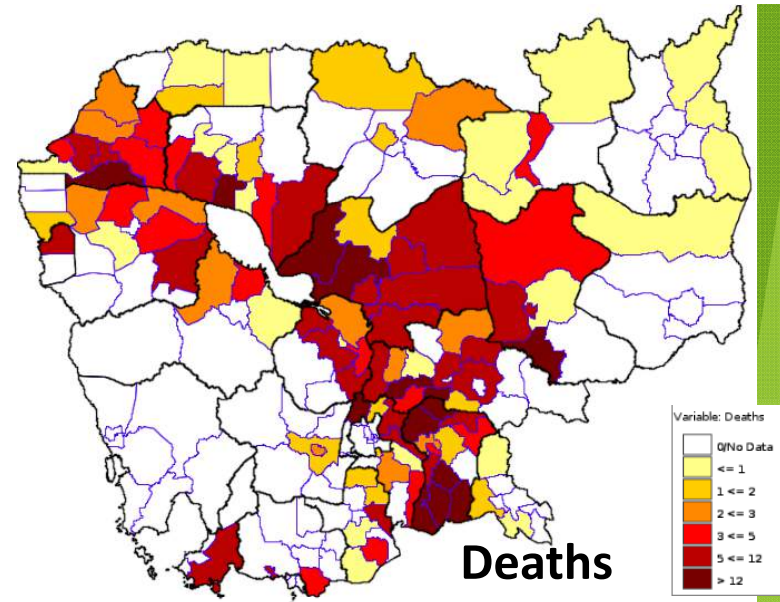 Variable: Deaths
0/No Data
<= 1
1 <= 2
2 <= 3
3 <= 5
5 <= 12
> 12
Deaths